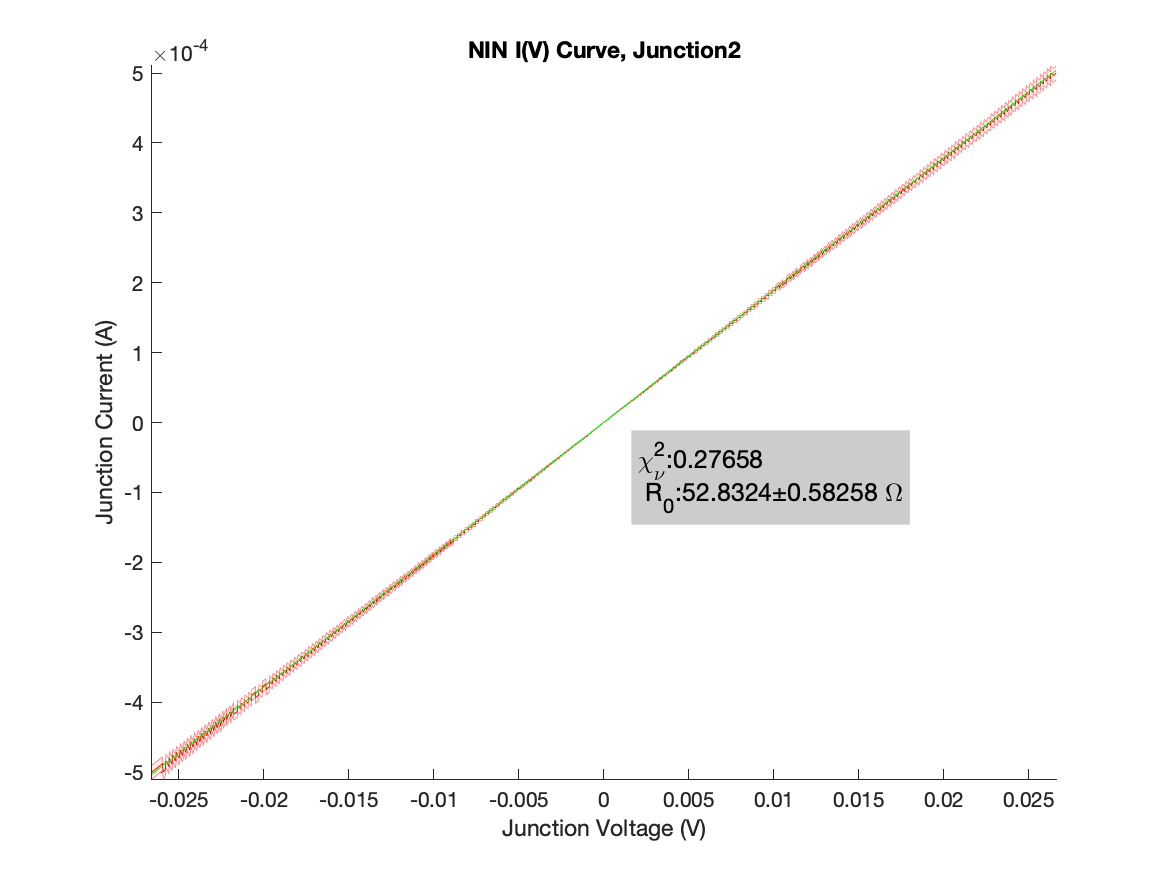 NIN I(V) Curve, Junction2
×10-4
5
4
3
2
1
0
-1
-2
-3
-4
-5
Junction Current (A)
χ2ν:0.27658
R0:52.8324±0.58258 Ω
-0.025 -0.02 -0.015 -0.01 -0.005 0 0.005 0.01 0.015 0.02 0.025
Junction Voltage (V)